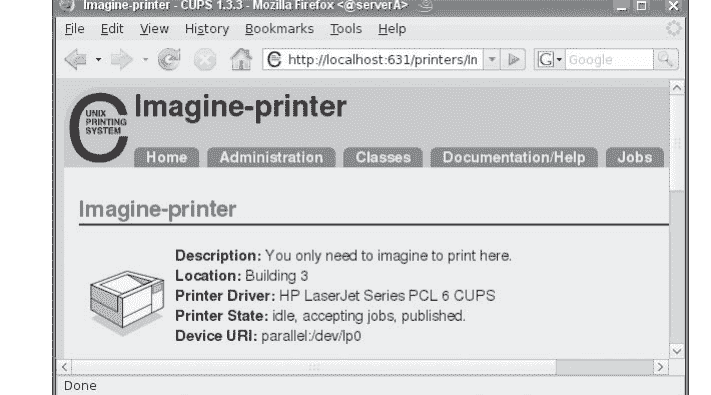 Imagine-printer - CUPS 1.3.3 - Mozilla Firefox <@serverA>
File Edit View History Bookmarks Tools Help
http://localhost:631/printers/Im
Google
UNIX
PRINTING
SYSTEM
Imagine-printer
Home Administration Classes Documentation/Help Jobs
Imagine-printer
Description: You only need to imagine to print here.
Location: Building 3
Printer Driver: HP LaserJet Series PCL 6 CUPS
Printer State: idle, accepting jobs, published.
Device URI: parallel:/dev/lp0
Done